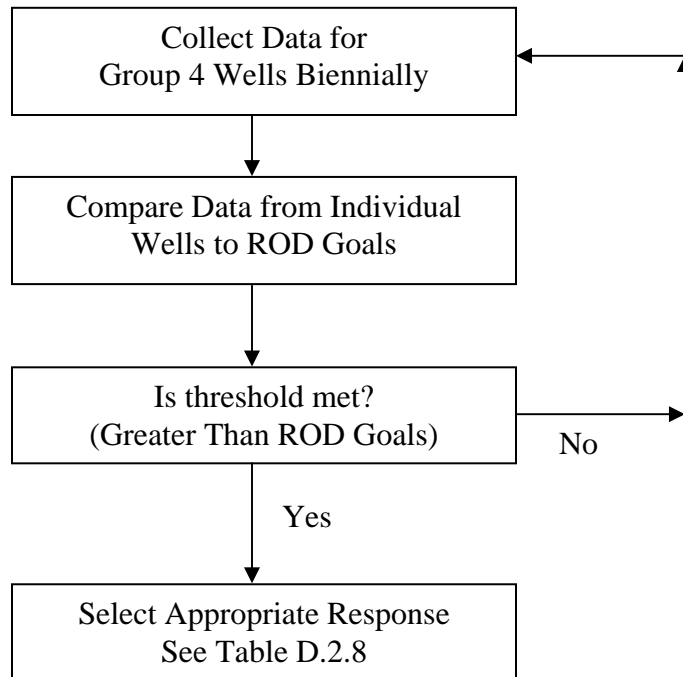 Collect Data for
Group 4 Wells Biennially
Compare Data from Individual
Wells to ROD Goals
Is threshold met?
(Greater Than ROD Goals)
No
Yes
Select Appropriate Response
See Table D.2.8